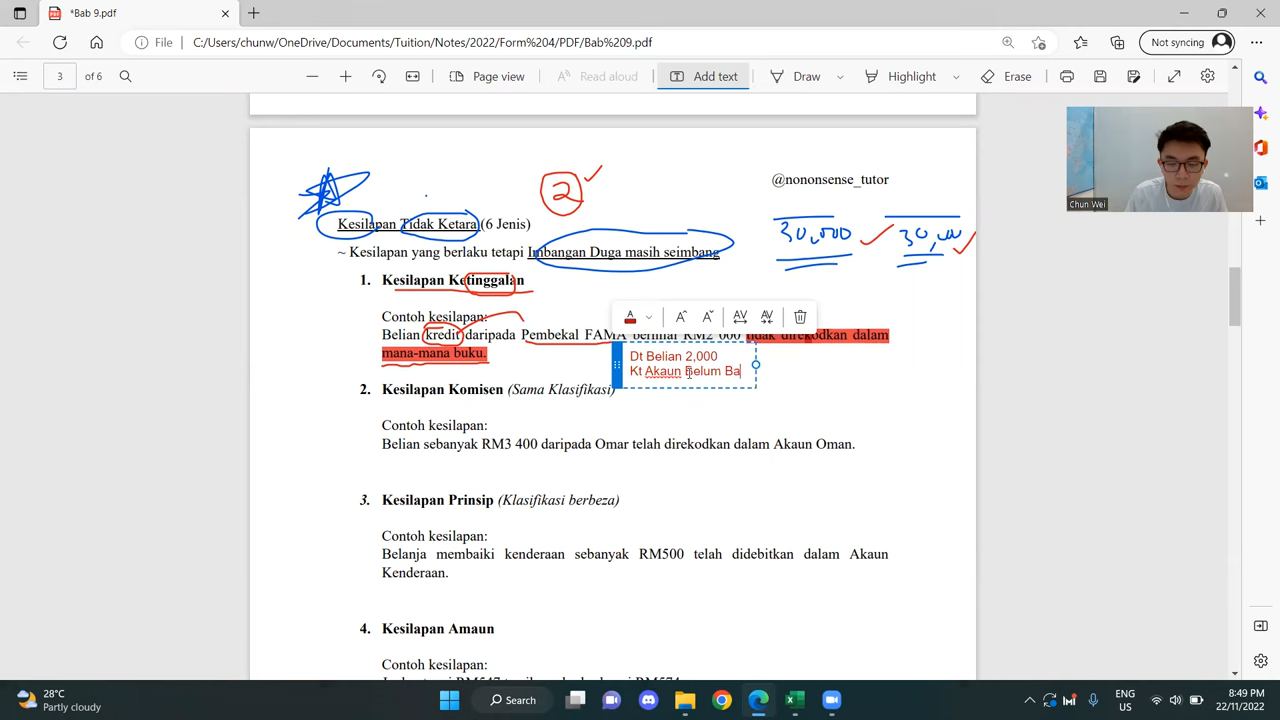 *Bab 9.pdf
File
C:/Users/chunw/OneDrive/Documents/Tuition/Notes/2022/Form%204/PDF/Bab%209.pdf
Not syncing
3 of 6
Page view
Read aloud
Add text
Draw
Highlight
Erase
@nononsense_tutor
2
Kesilapan Tidak Ketara (6 Jenis)
30,000
30,000
~ Kesilapan yang berlaku tetapi Imbangan Duga masih seimbang
1. Kesilapan Ketinggalan
Contoh kesilapan:
Belian kredit daripada Pembekal FAMA bernilai RM2 000 tidak direkodkan dalam
mana-mana buku.
Dt Belian 2,000
Kt Akaun Belum Ba
2. Kesilapan Komisen (Sama Klasifikasi)
Contoh kesilapan:
Belian sebanyak RM3 400 daripada Omar telah direkodkan dalam Akaun Oman.
3. Kesilapan Prinsip (Klasifikasi berbeza)
Contoh kesilapan:
Belanja membaiki kenderaan sebanyak RM500 telah didebitkan dalam Akaun
Kenderaan.
4. Kesilapan Amaun
Contoh kesilapan:
Chun Wei
28°C
Partly cloudy
Search
ENG
US
8:49 PM
22/11/2022